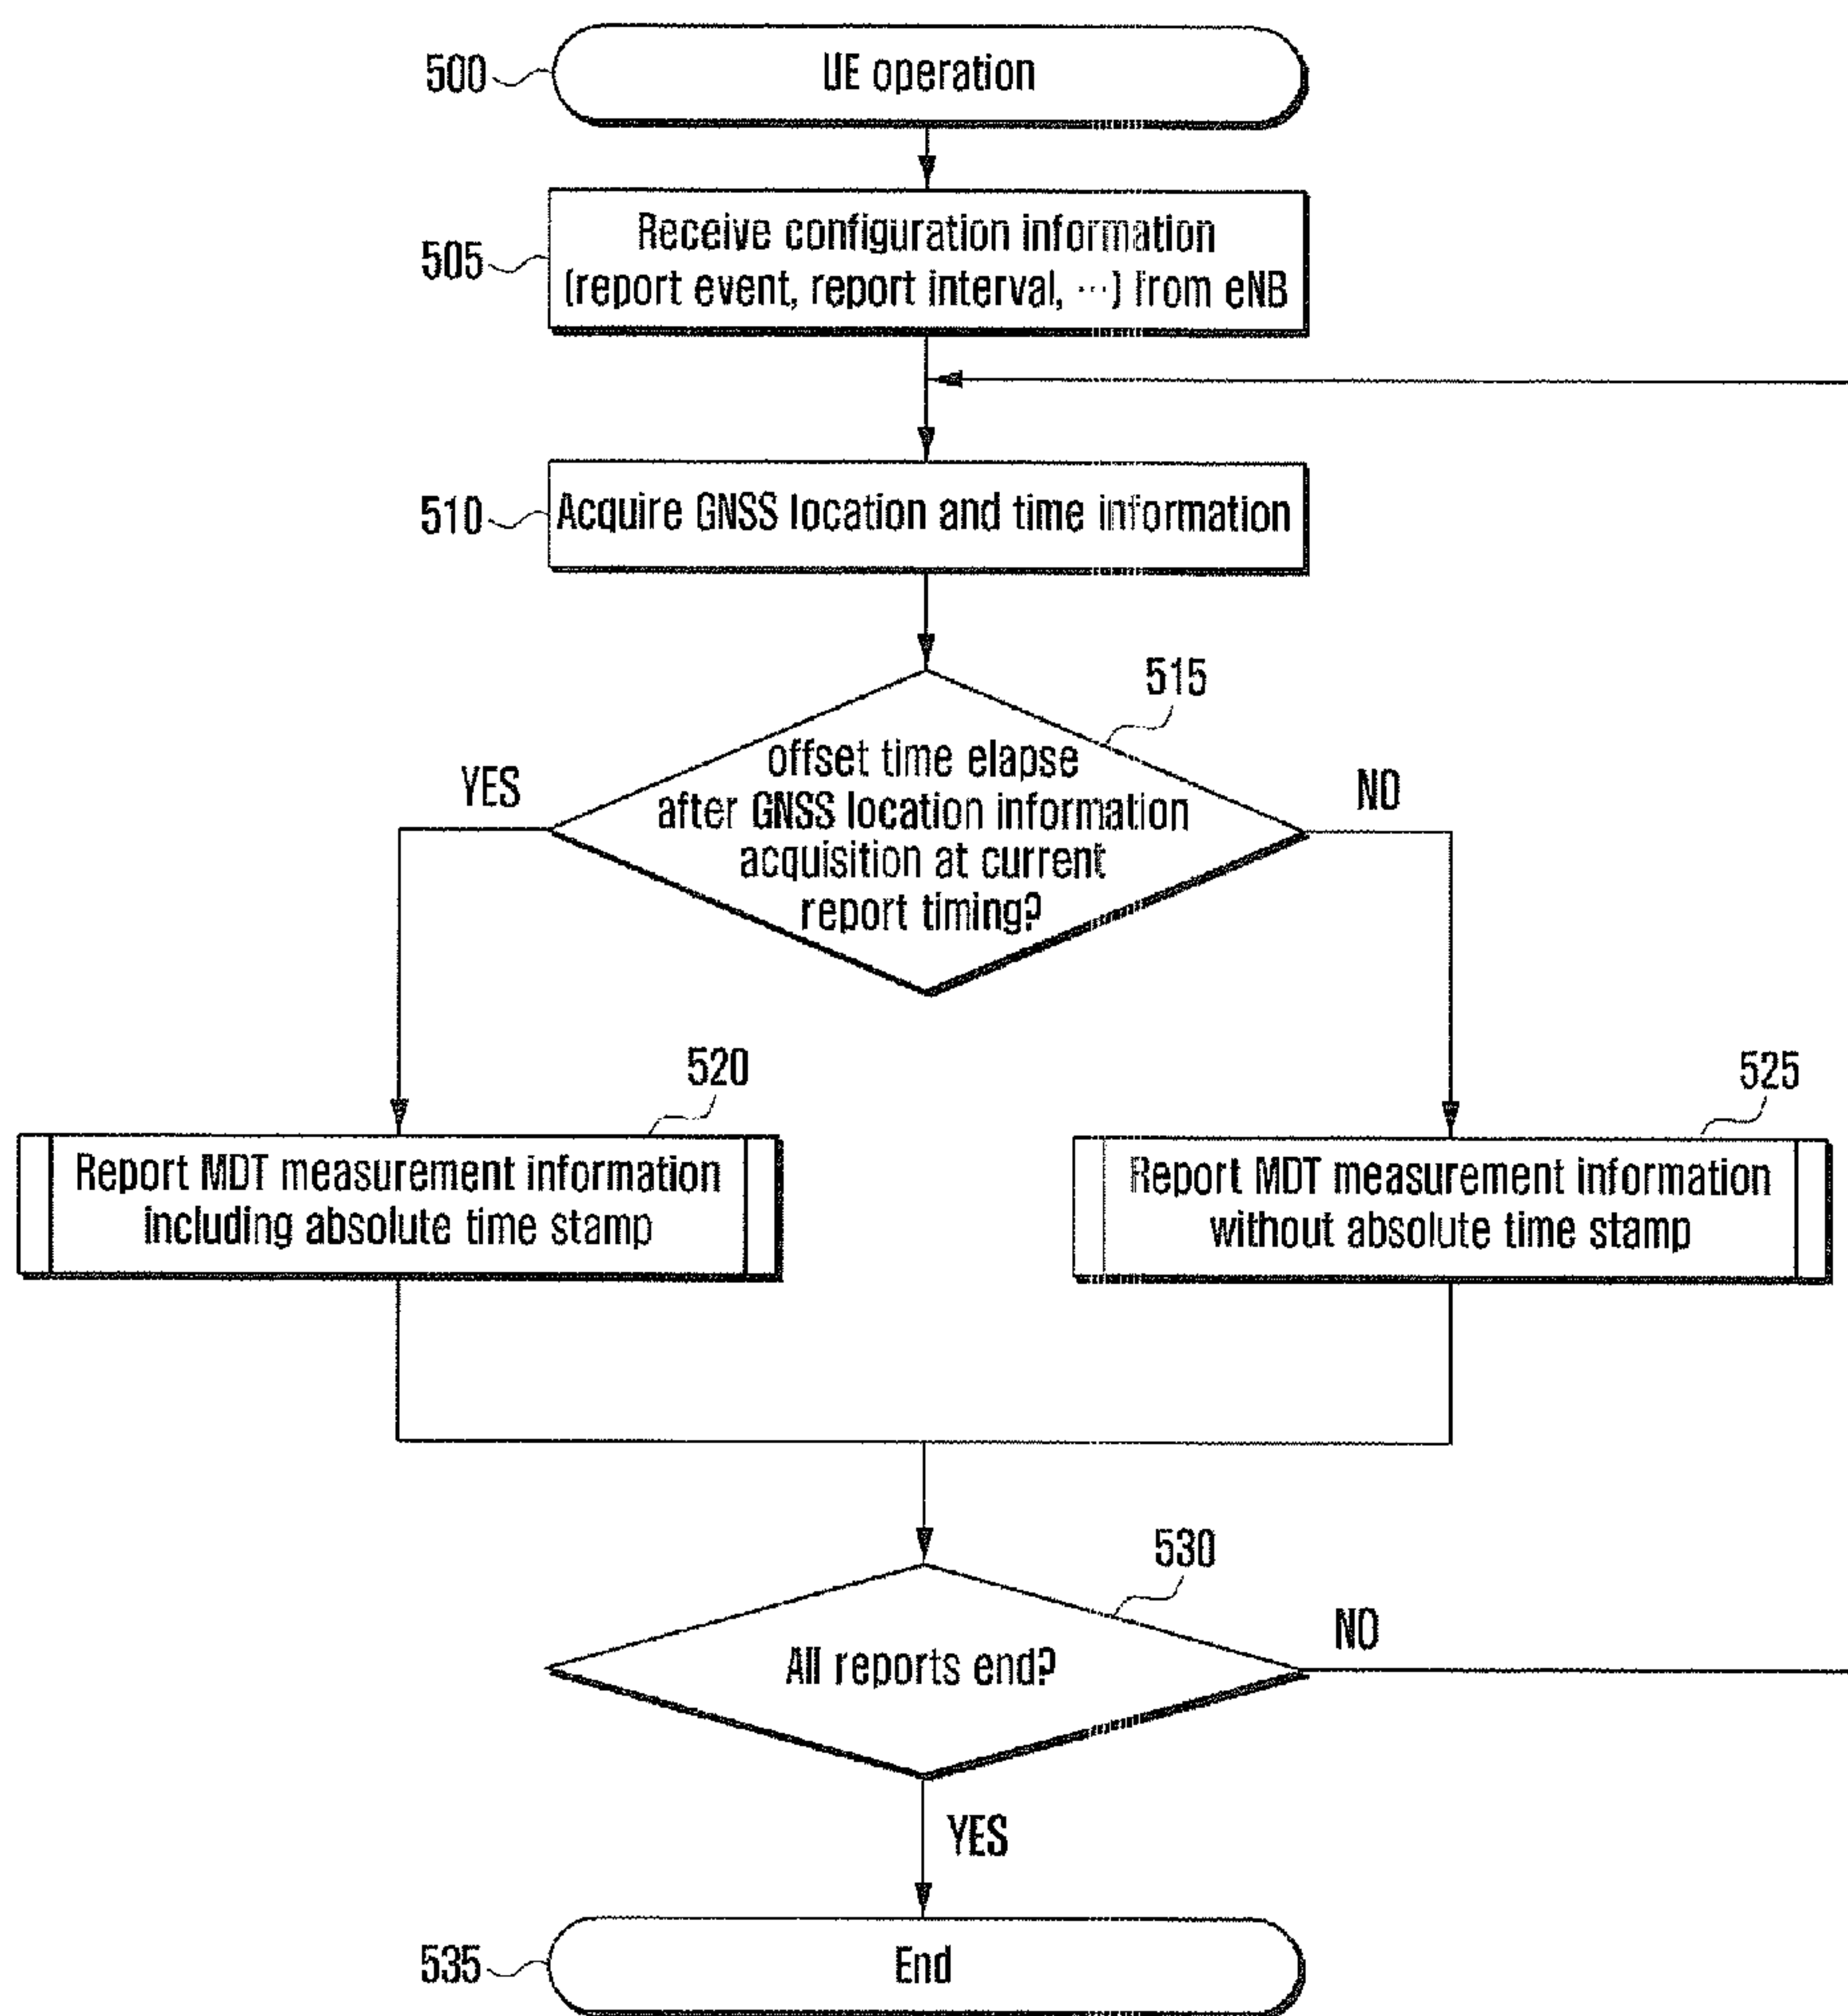 500
UE operation
505
Receive configuration information
(report event, report interval, ···) from eNB
510
Acquire GNSS location and time information
515
offset time elapse
after GNSS location information
acquisition at current
report timing?
YES
NO
520
Report MDT measurement information
including absolute time stamp
525
Report MDT measurement information
without absolute time stamp
530
All reports end?
NO
YES
535
End